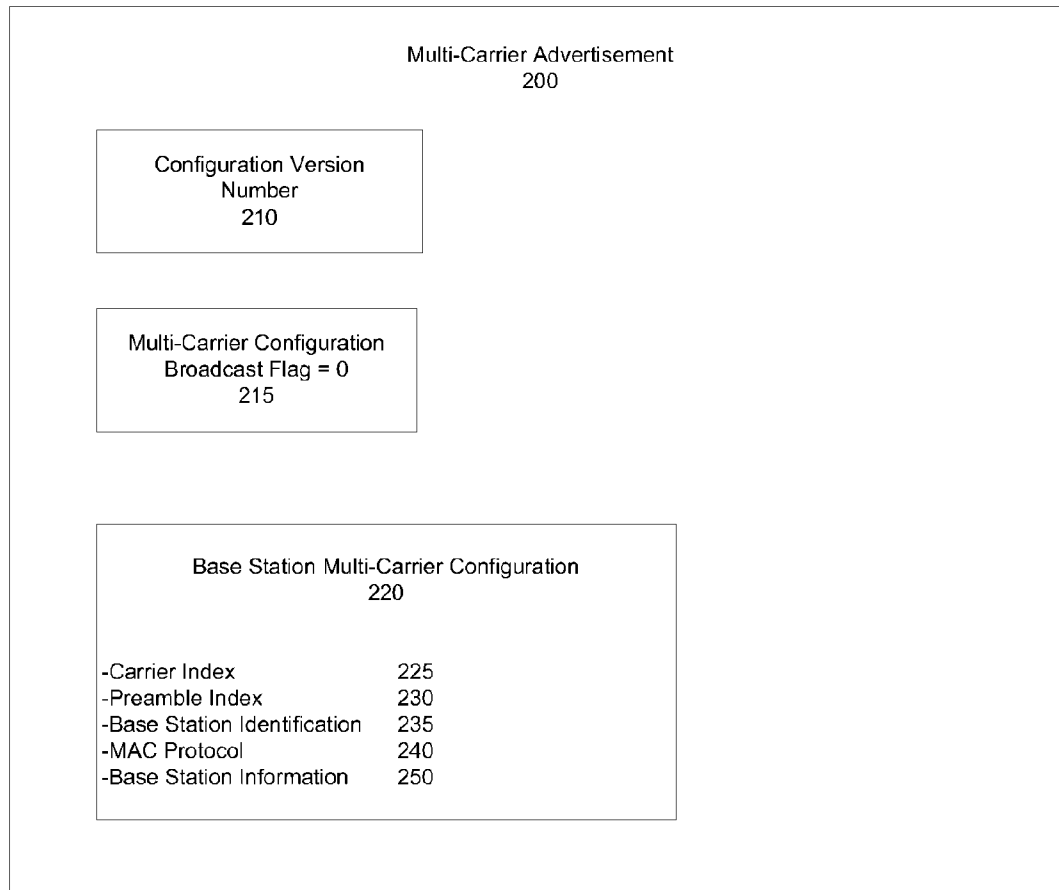 Multi-Carrier Advertisement
200
Configuration Version
Number
210
Multi-Carrier Configuration
Broadcast Flag = 0
215
Base Station Multi-Carrier Configuration
220
-Carrier Index 225
-Preamble Index 230
-Base Station Identification 235
-MAC Protocol 240
-Base Station Information 250